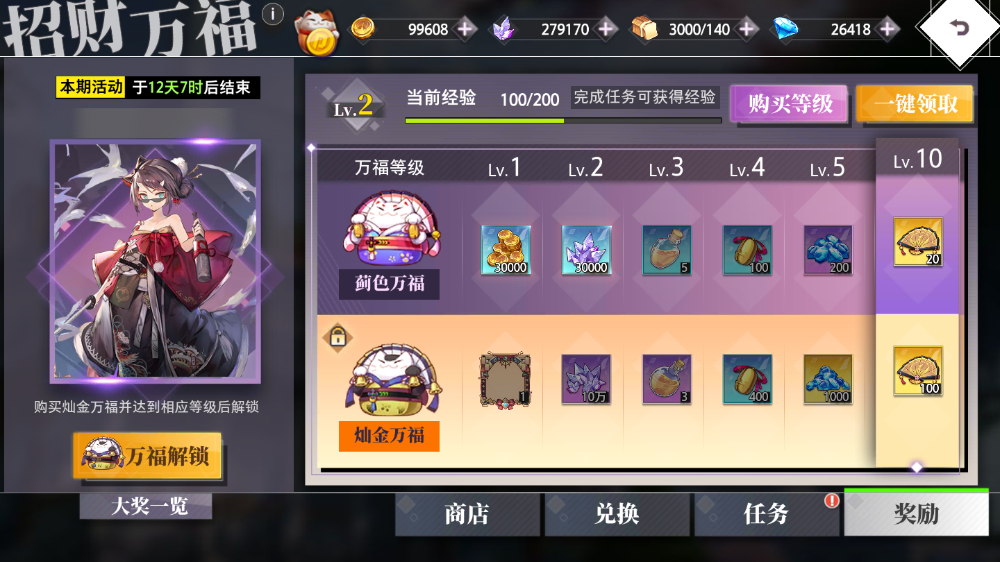 招财万福
i
99608
279170
3000/140
26418
本期活动 于12天7时后结束
购买灿金万福并达到相应等级后解锁
万福解锁
大奖一览
Lv.2
当前经验 100/200
完成任务可获得经验
购买等级
一键领取
万福等级 Lv.1 Lv.2 Lv.3 Lv.4 Lv.5 Lv.10
30000 30000 5 100 200 20
蓟色万福
1 10万 3 400 1000 100
灿金万福
商店
兑换
任务
!
奖励